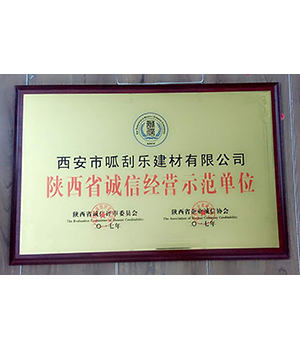 西安市呱刮乐建材有限公司
陕西省诚信经营示范单位
陕西省诚信评审委员会 陕西省企业诚信协会
二〇一七年 二〇一七年